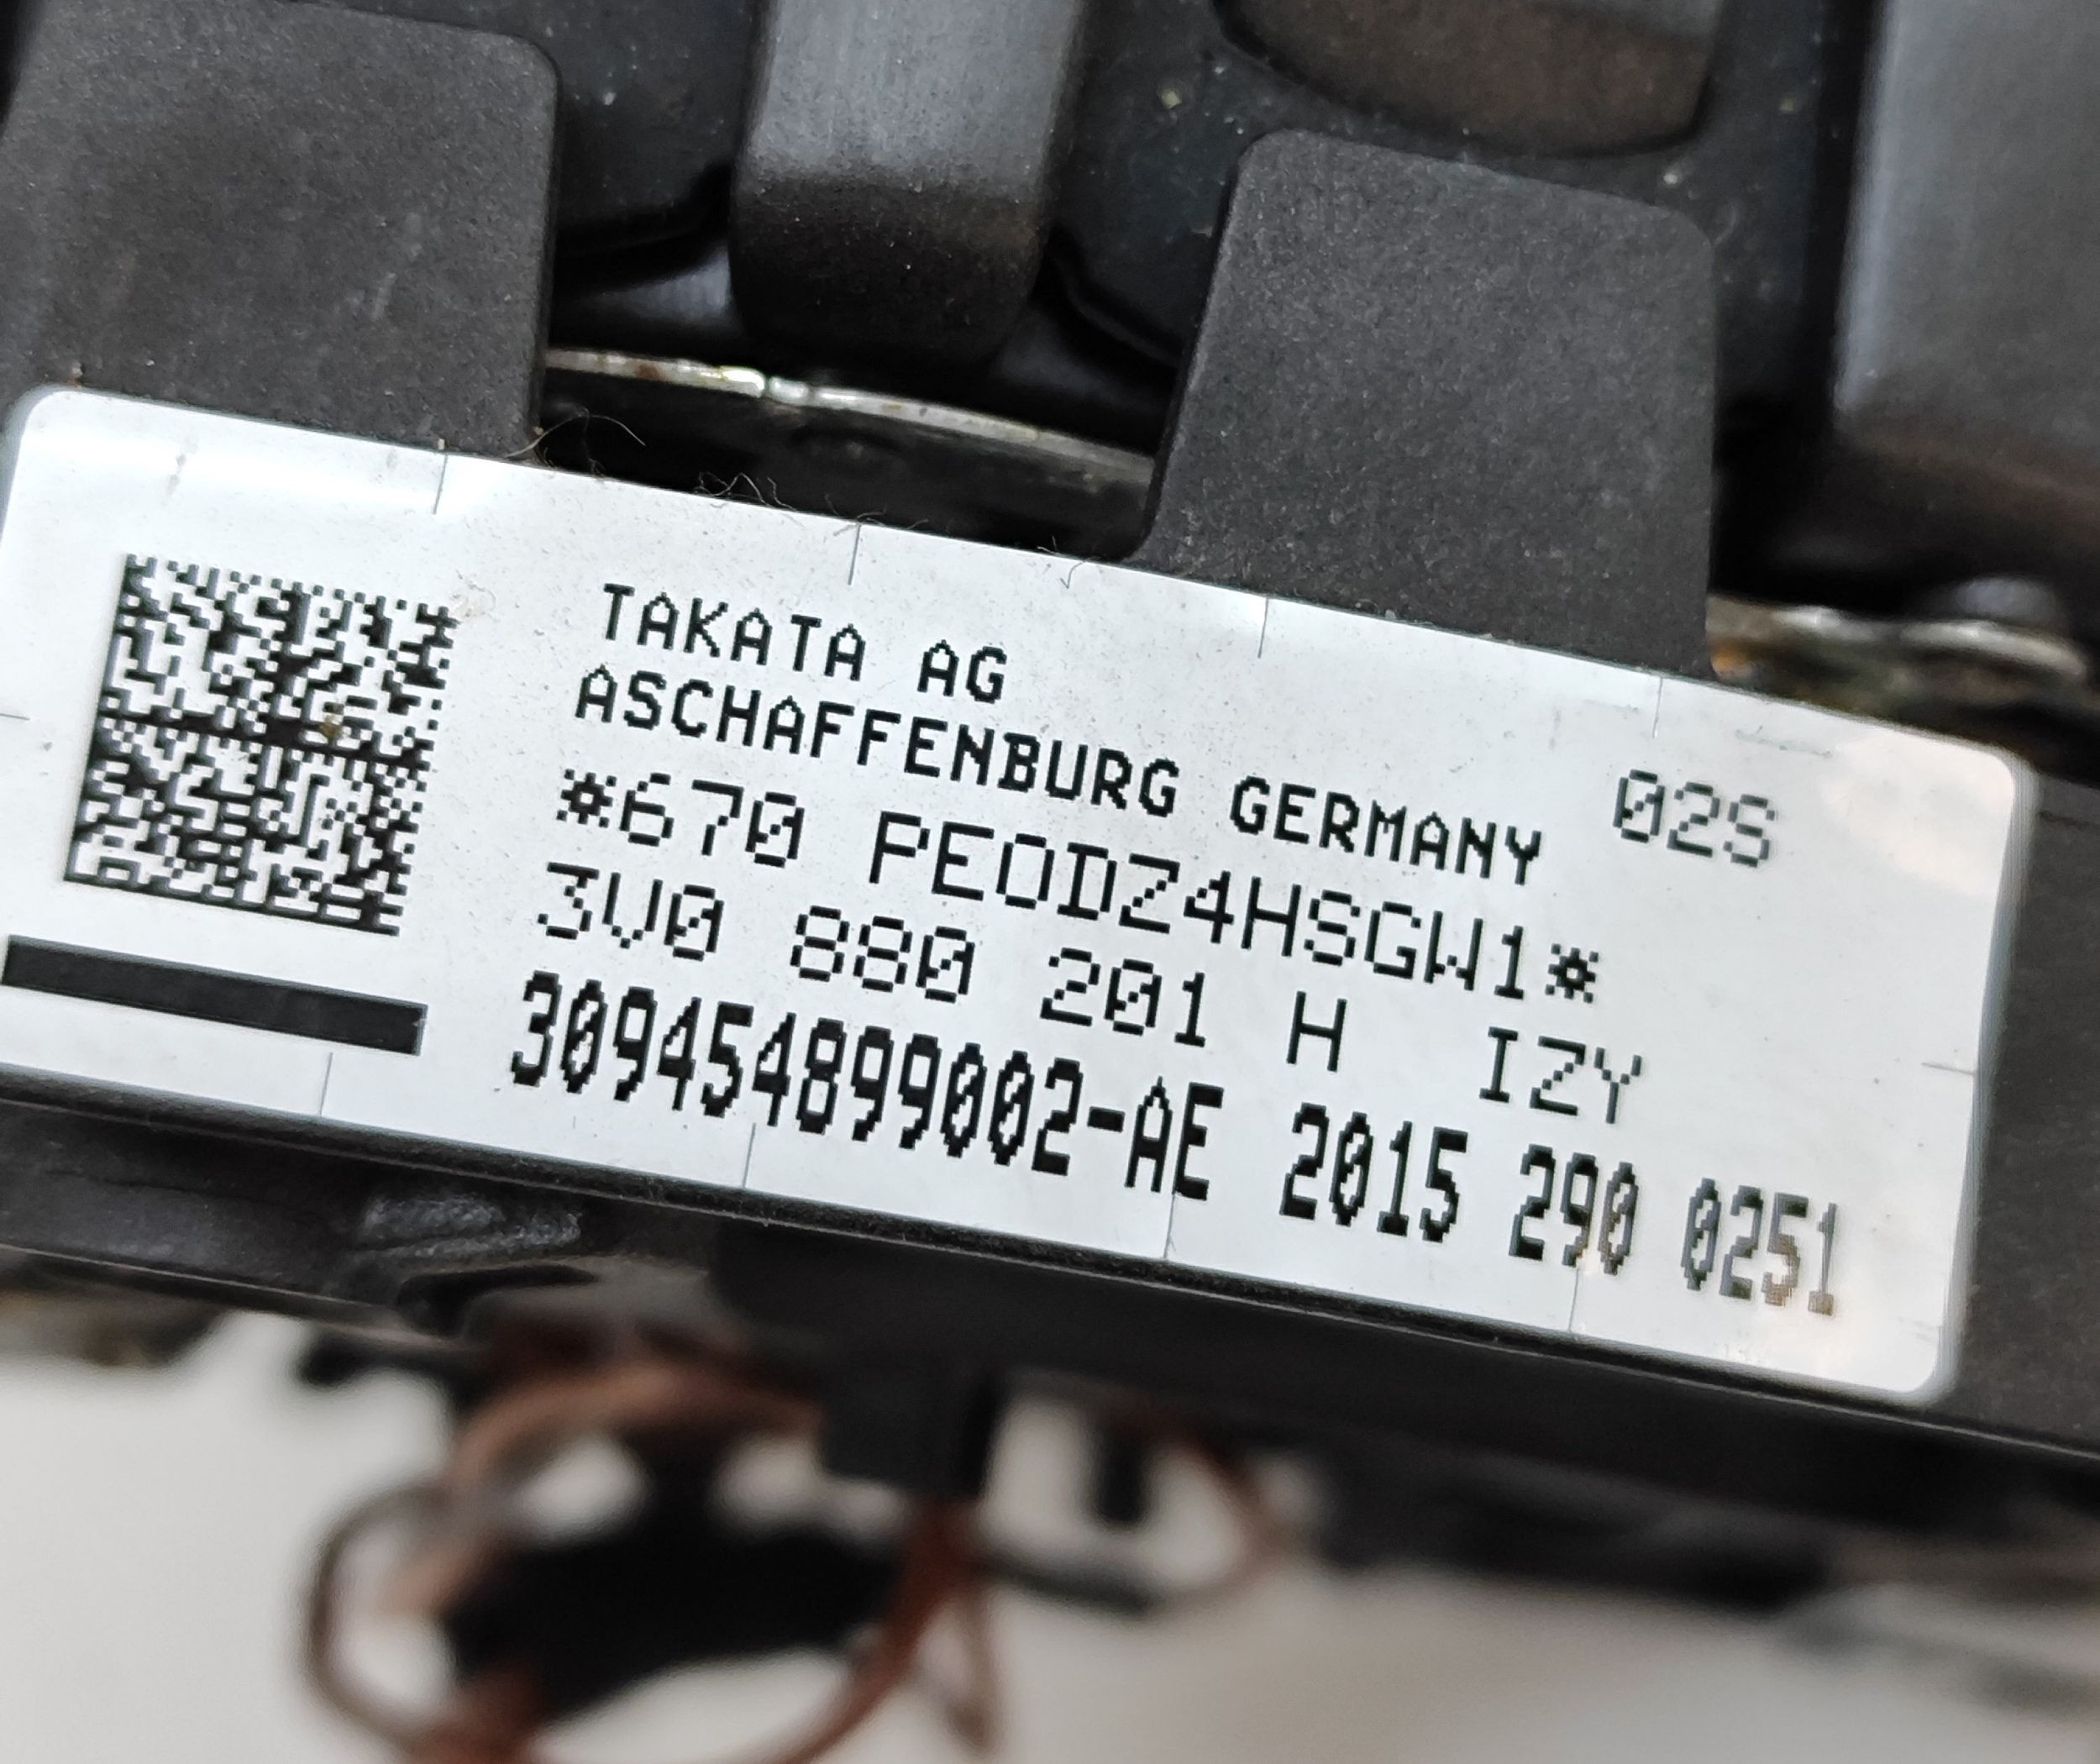 TAKATA AG
ASCHAFFENBURG GERMANY 02S
*670 PEODZ4HSGW1*
3V0 880 201 H IZY
309454899002-AE 2015 290 0251